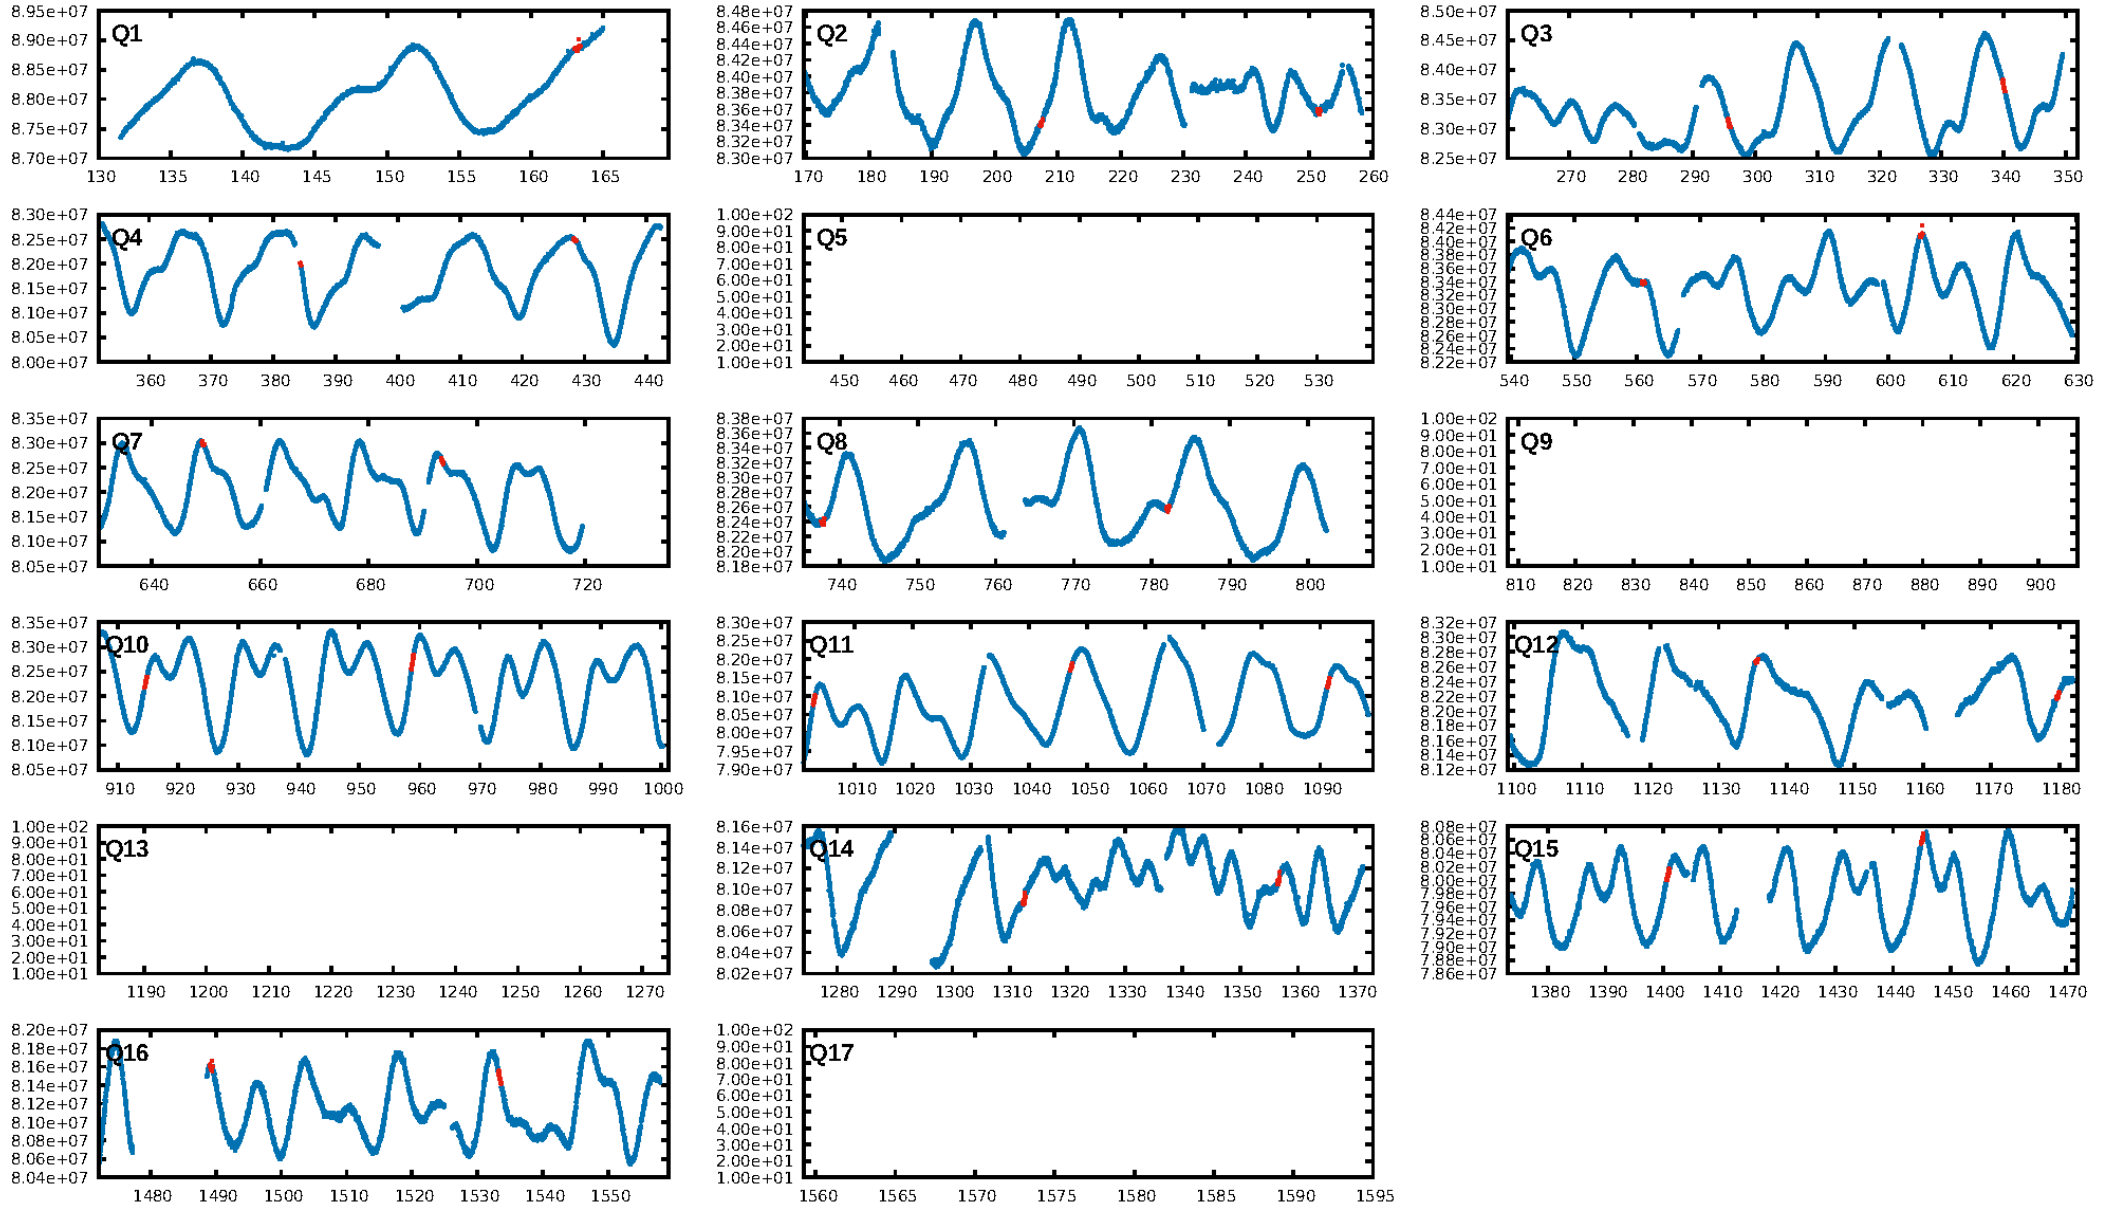 8.95e+07 8.90e+07 8.85e+07 8.80e+07 8.75e+07 8.70e+07
Q1
130 135 140 145 150 155 160 165
8.48e+07 8.46e+07 8.44e+07 8.42e+07 8.40e+07 8.38e+07 8.36e+07 8.34e+07 8.32e+07 8.30e+07
Q2
170 180 190 200 210 220 230 240 250 260
8.50e+07 8.45e+07 8.40e+07 8.35e+07 8.30e+07 8.25e+07
Q3
270 280 290 300 310 320 330 340 350
8.30e+07 8.25e+07 8.20e+07 8.15e+07 8.10e+07 8.05e+07 8.00e+07
Q4
360 370 380 390 400 410 420 430 440
1.00e+02 9.00e+01 8.00e+01 7.00e+01 6.00e+01 5.00e+01 4.00e+01 3.00e+01 2.00e+01 1.00e+01
Q5
450 460 470 480 490 500 510 520 530
8.44e+07 8.42e+07 8.40e+07 8.38e+07 8.36e+07 8.34e+07 8.32e+07 8.30e+07 8.28e+07 8.26e+07 8.24e+07 8.22e+07
Q6
540 550 560 570 580 590 600 610 620 630
8.35e+07 8.30e+07 8.25e+07 8.20e+07 8.15e+07 8.10e+07 8.05e+07
Q7
640 660 680 700 720
8.38e+07 8.36e+07 8.34e+07 8.32e+07 8.30e+07 8.28e+07 8.26e+07 8.24e+07 8.22e+07 8.20e+07 8.18e+07
Q8
740 750 760 770 780 790 800
1.00e+02 9.00e+01 8.00e+01 7.00e+01 6.00e+01 5.00e+01 4.00e+01 3.00e+01 2.00e+01 1.00e+01
Q9
810 820 830 840 850 860 870 880 890 900
8.35e+07 8.30e+07 8.25e+07 8.20e+07 8.15e+07 8.10e+07 8.05e+07
Q10
910 920 930 940 950 960 970 980 990 1000
8.30e+07 8.25e+07 8.20e+07 8.15e+07 8.10e+07 8.05e+07 8.00e+07 7.95e+07 7.90e+07
Q11
1010 1020 1030 1040 1050 1060 1070 1080 1090
8.32e+07 8.30e+07 8.28e+07 8.26e+07 8.24e+07 8.22e+07 8.20e+07 8.18e+07 8.16e+07 8.14e+07 8.12e+07
Q12
1100 1110 1120 1130 1140 1150 1160 1170 1180
1.00e+02 9.00e+01 8.00e+01 7.00e+01 6.00e+01 5.00e+01 4.00e+01 3.00e+01 2.00e+01 1.00e+01
Q13
1190 1200 1210 1220 1230 1240 1250 1260 1270
8.16e+07 8.14e+07 8.12e+07 8.10e+07 8.08e+07 8.06e+07 8.04e+07 8.02e+07
Q14
1280 1290 1300 1310 1320 1330 1340 1350 1360 1370
8.08e+07 8.06e+07 8.04e+07 8.02e+07 8.00e+07 7.98e+07 7.96e+07 7.94e+07 7.92e+07 7.90e+07 7.88e+07 7.86e+07
Q15
1380 1390 1400 1410 1420 1430 1440 1450 1460 1470
8.20e+07 8.18e+07 8.16e+07 8.14e+07 8.12e+07 8.10e+07 8.08e+07 8.06e+07 8.04e+07
Q16
1480 1490 1500 1510 1520 1530 1540 1550
1.00e+02 9.00e+01 8.00e+01 7.00e+01 6.00e+01 5.00e+01 4.00e+01 3.00e+01 2.00e+01 1.00e+01
Q17
1560 1565 1570 1575 1580 1585 1590 1595